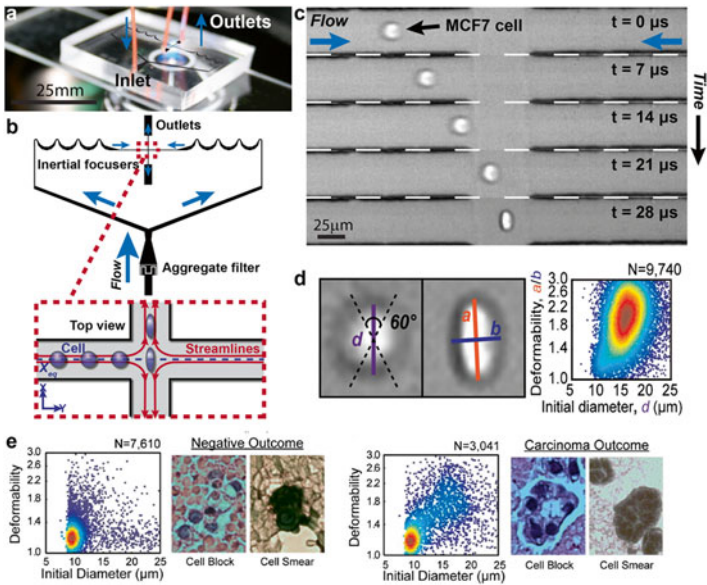 a
Outlets
Inlet
25mm
b
Outlets
Inertial focusers
Flow
Aggregate filter
Top view
Cell
Streamlines
Xeq
X
Y
c
Flow
MCF7 cell
t = 0 µs
t = 7 µs
t = 14 µs
t = 21 µs
t = 28 µs
Time
25µm
d
60°
d
a
b
N=9,740
Deformability, a/b
3.0
2.6
2.2
1.8
1.4
1.0
5 10 15 20 25
Initial diameter, d (µm)
e
N=7,610
Deformability
3.0
2.6
2.2
1.8
1.4
1.0
5 10 15 20 25
Initial Diameter (µm)
Negative Outcome
Cell Block
Cell Smear
N=3,041
Deformability
3.0
2.6
2.2
1.8
1.4
1.0
5 10 15 20 25
Initial Diameter (µm)
Carcinoma Outcome
Cell Block
Cell Smear